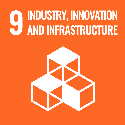 9 INDUSTRY, INNOVATION
AND INFRASTRUCTURE